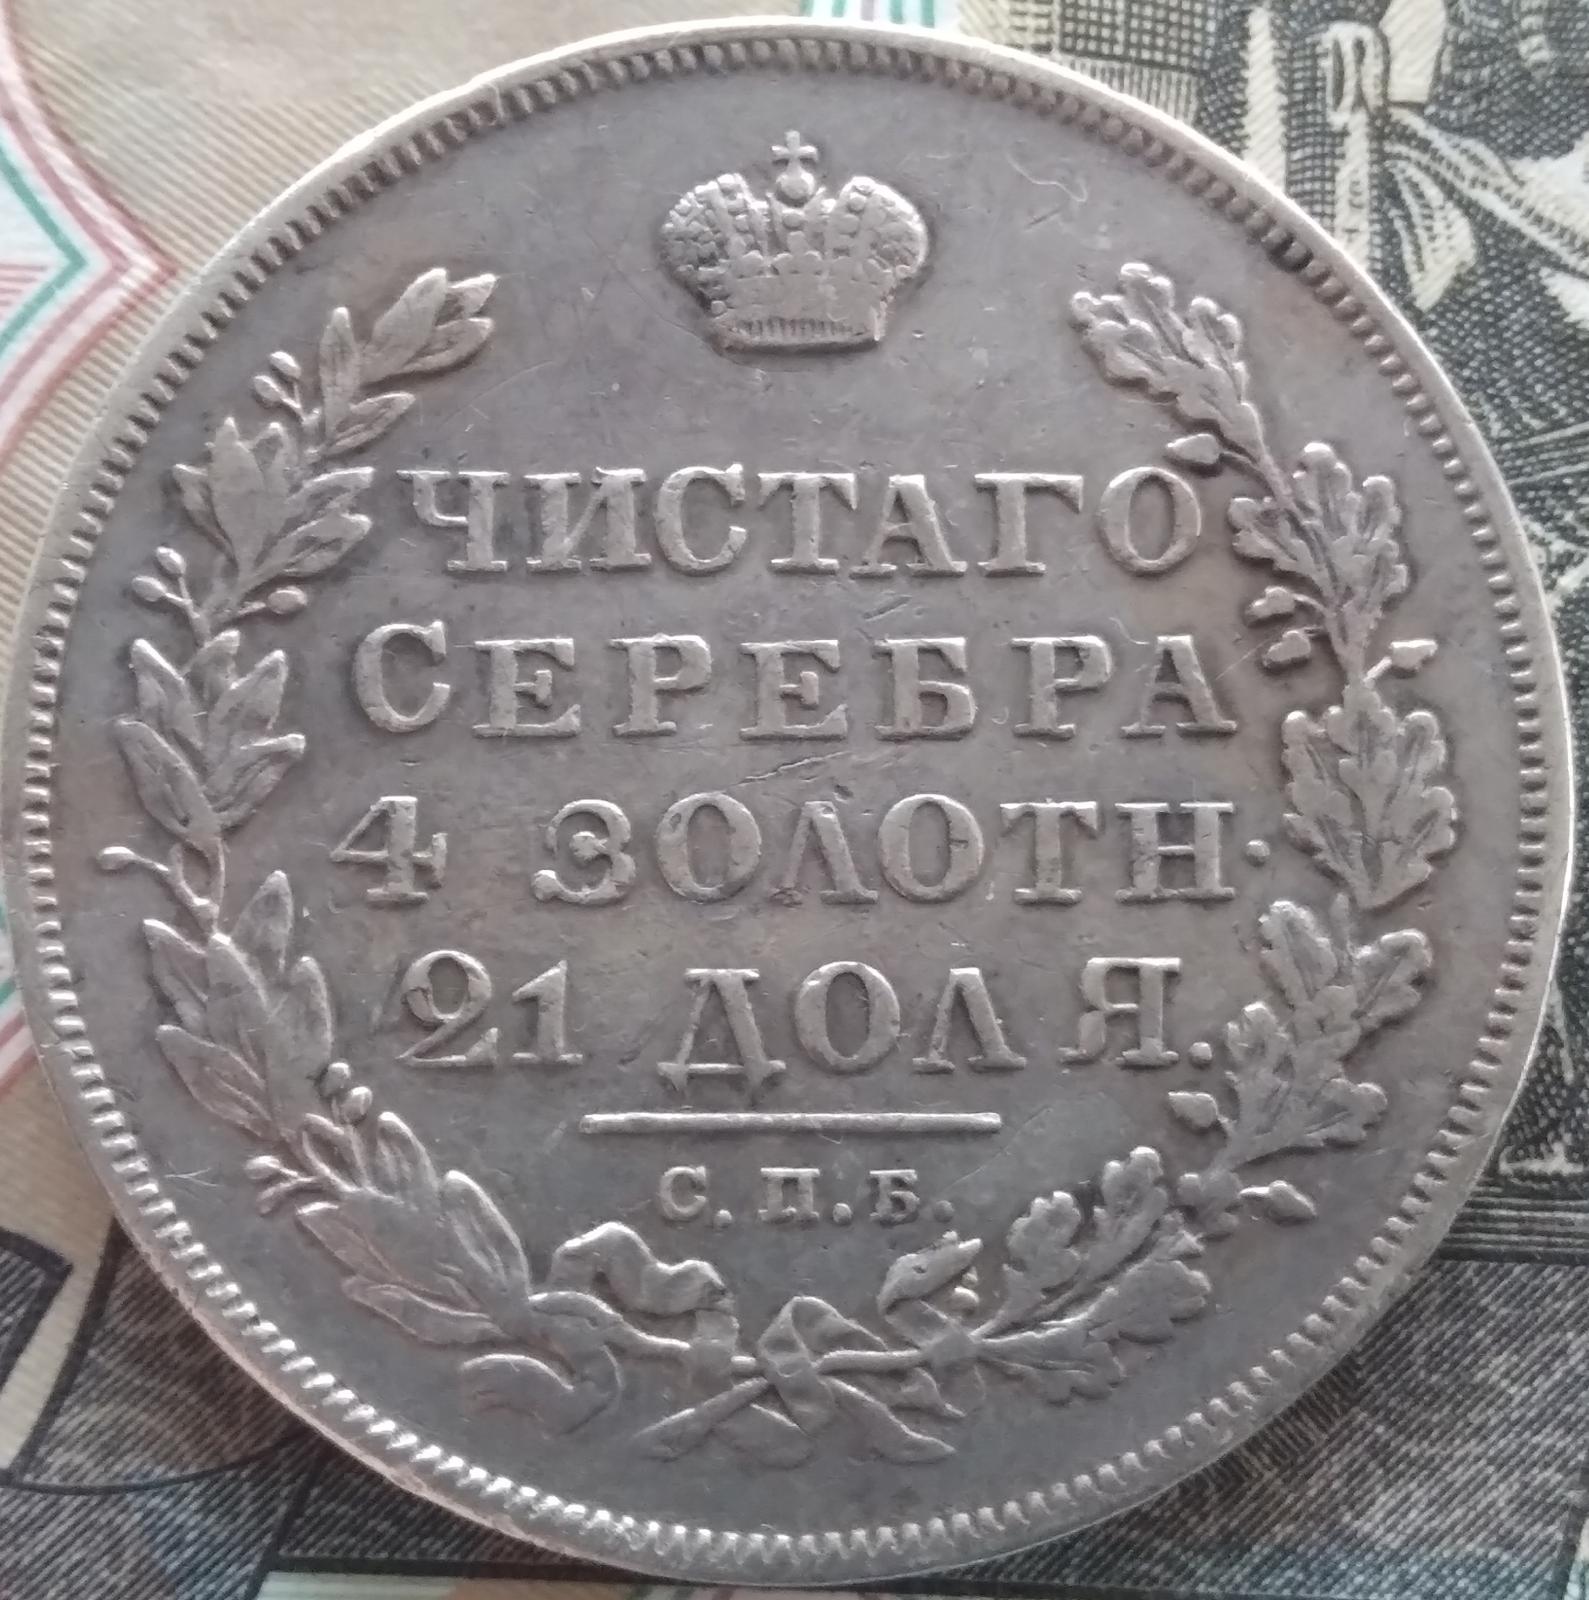 ЧИСТАГО
СЕРЕБРА
4 ЗОЛОТН.
21 ДОЛЯ.
С.П.Б.